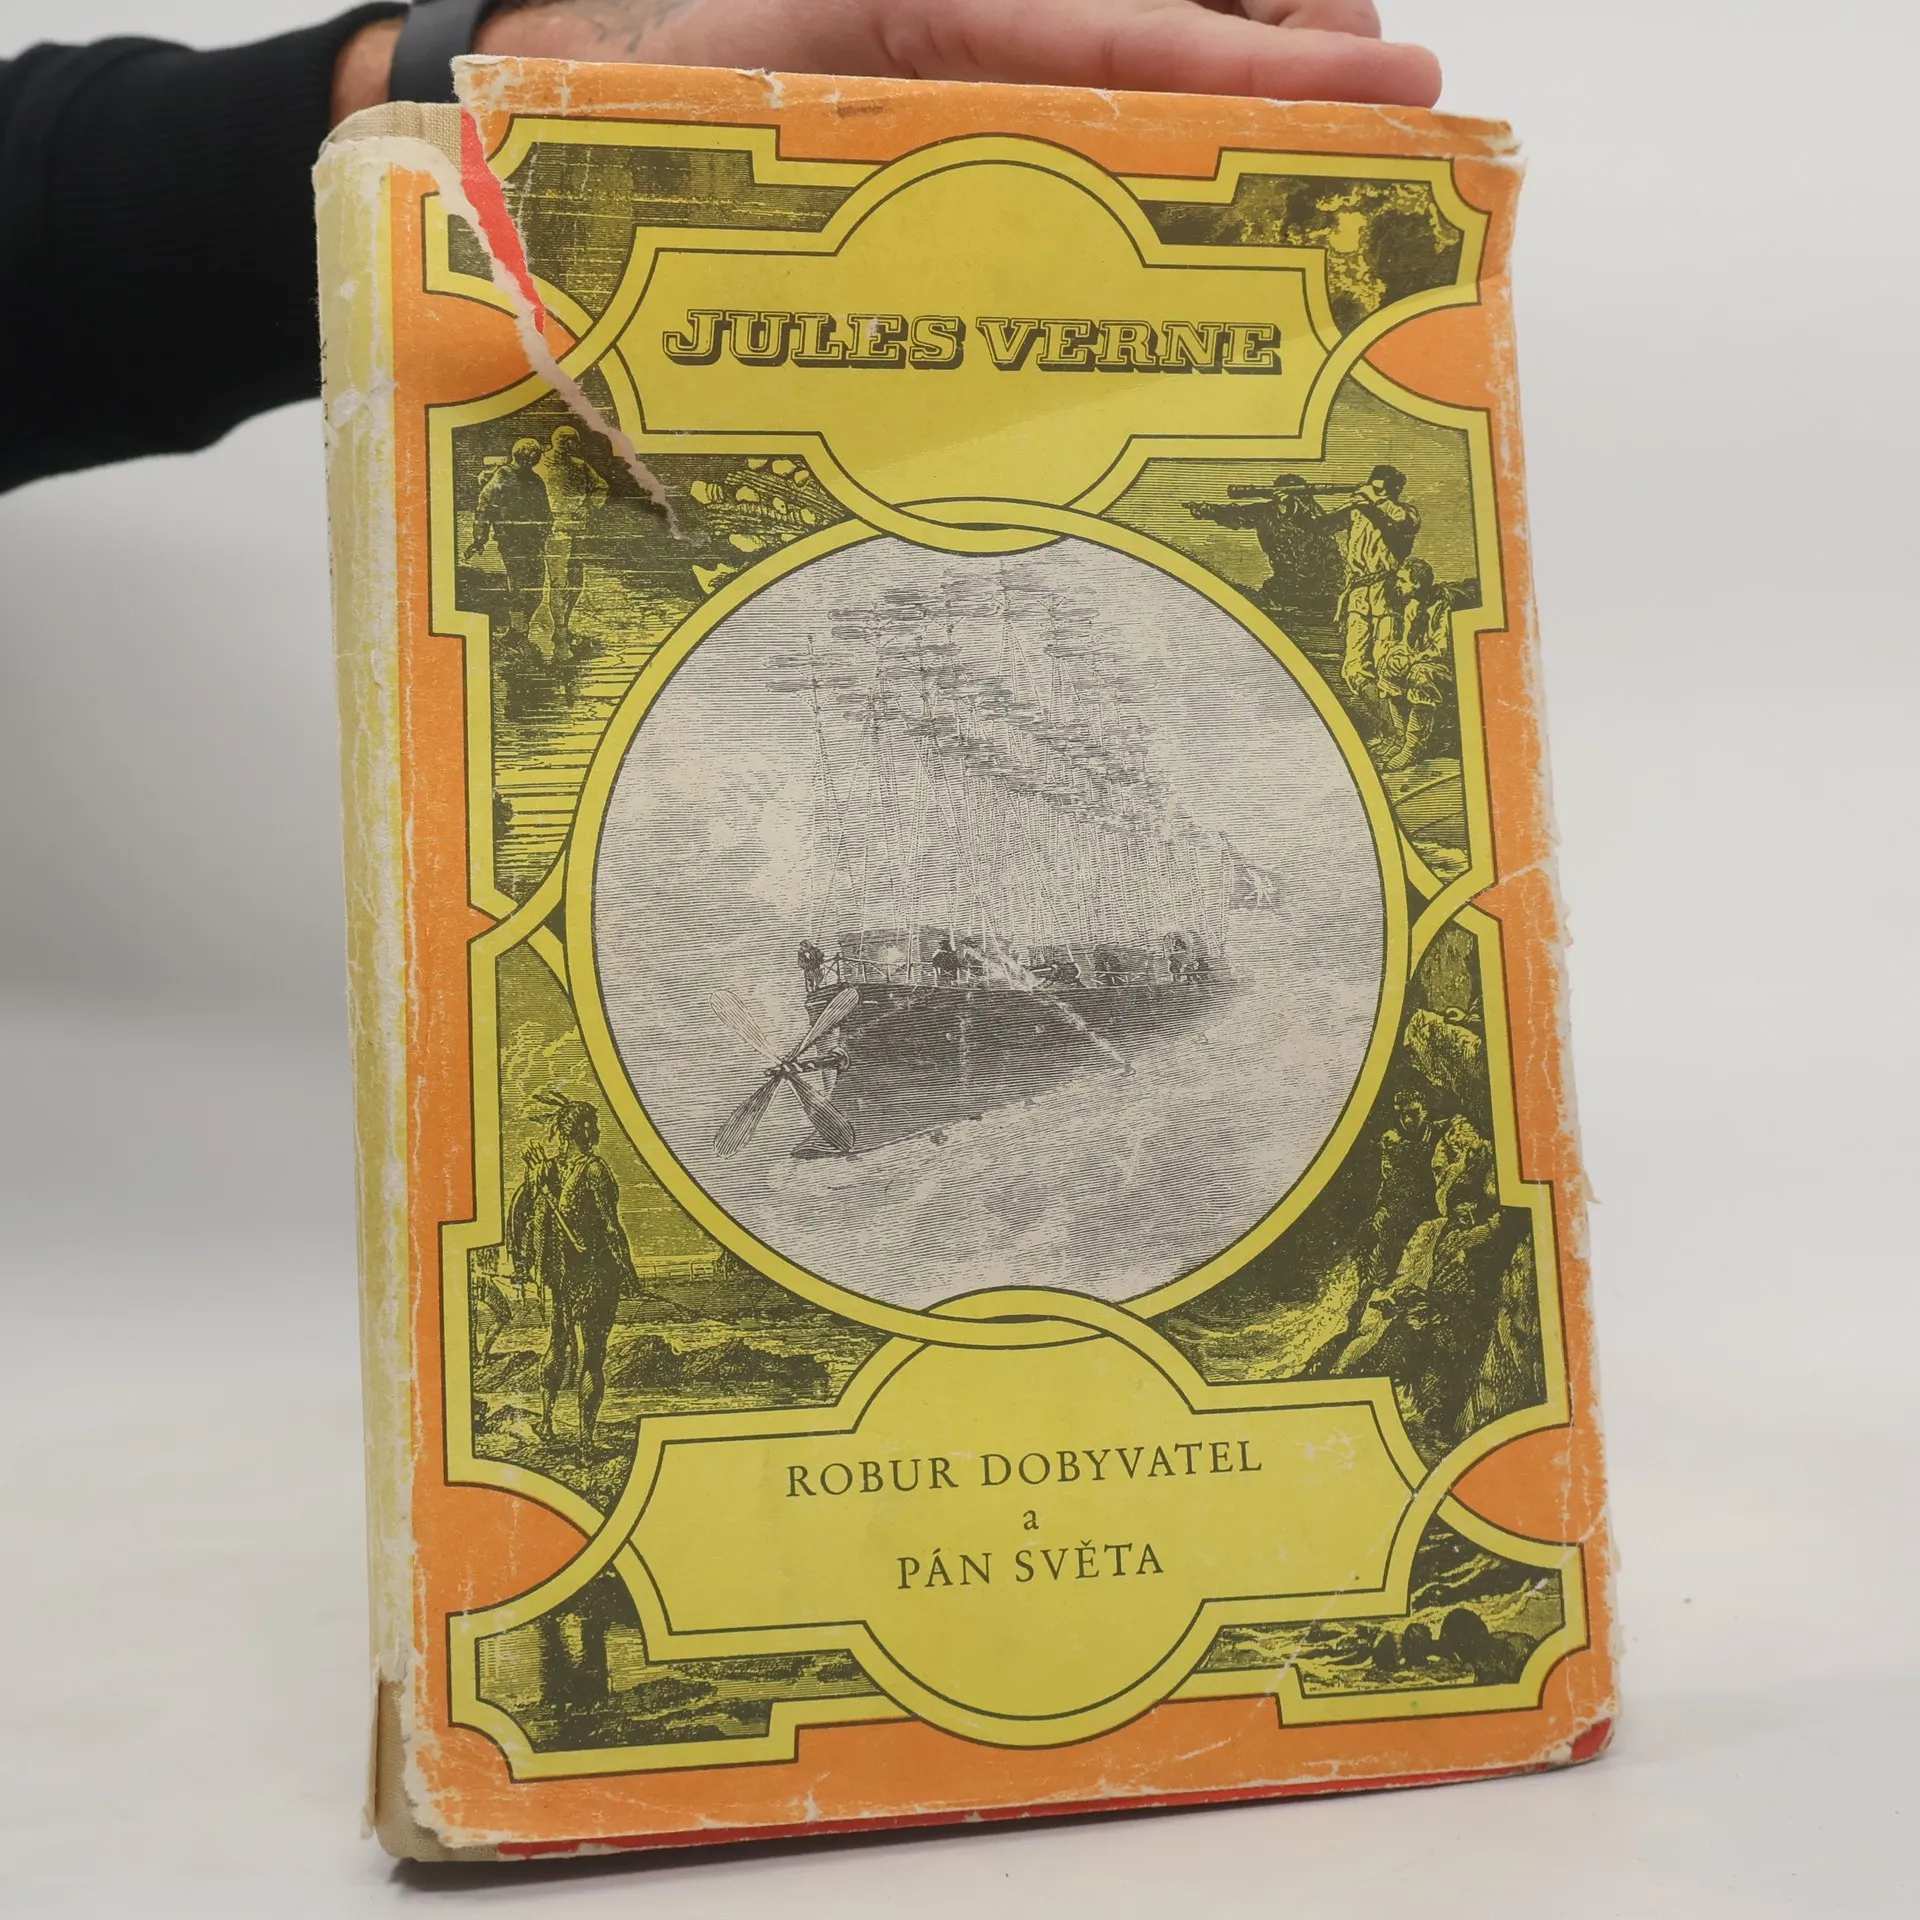 JULES VERNE
ROBUR DOBYVATEL
a
PÁN SVĚTA